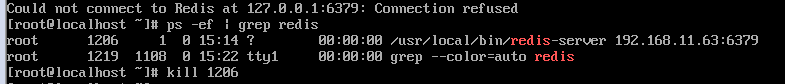 Could not connect to Redis at 127.0.0.1:6379: Connection refused
[root@localhost ~]# ps -ef | grep redis
root      1206     1  0 15:14 ?        00:00:00 /usr/local/bin/redis-server 192.168.11.63:6379
root      1219  1108  0 15:22 tty1     00:00:00 grep --color=auto redis
[root@localhost ~]# kill 1206